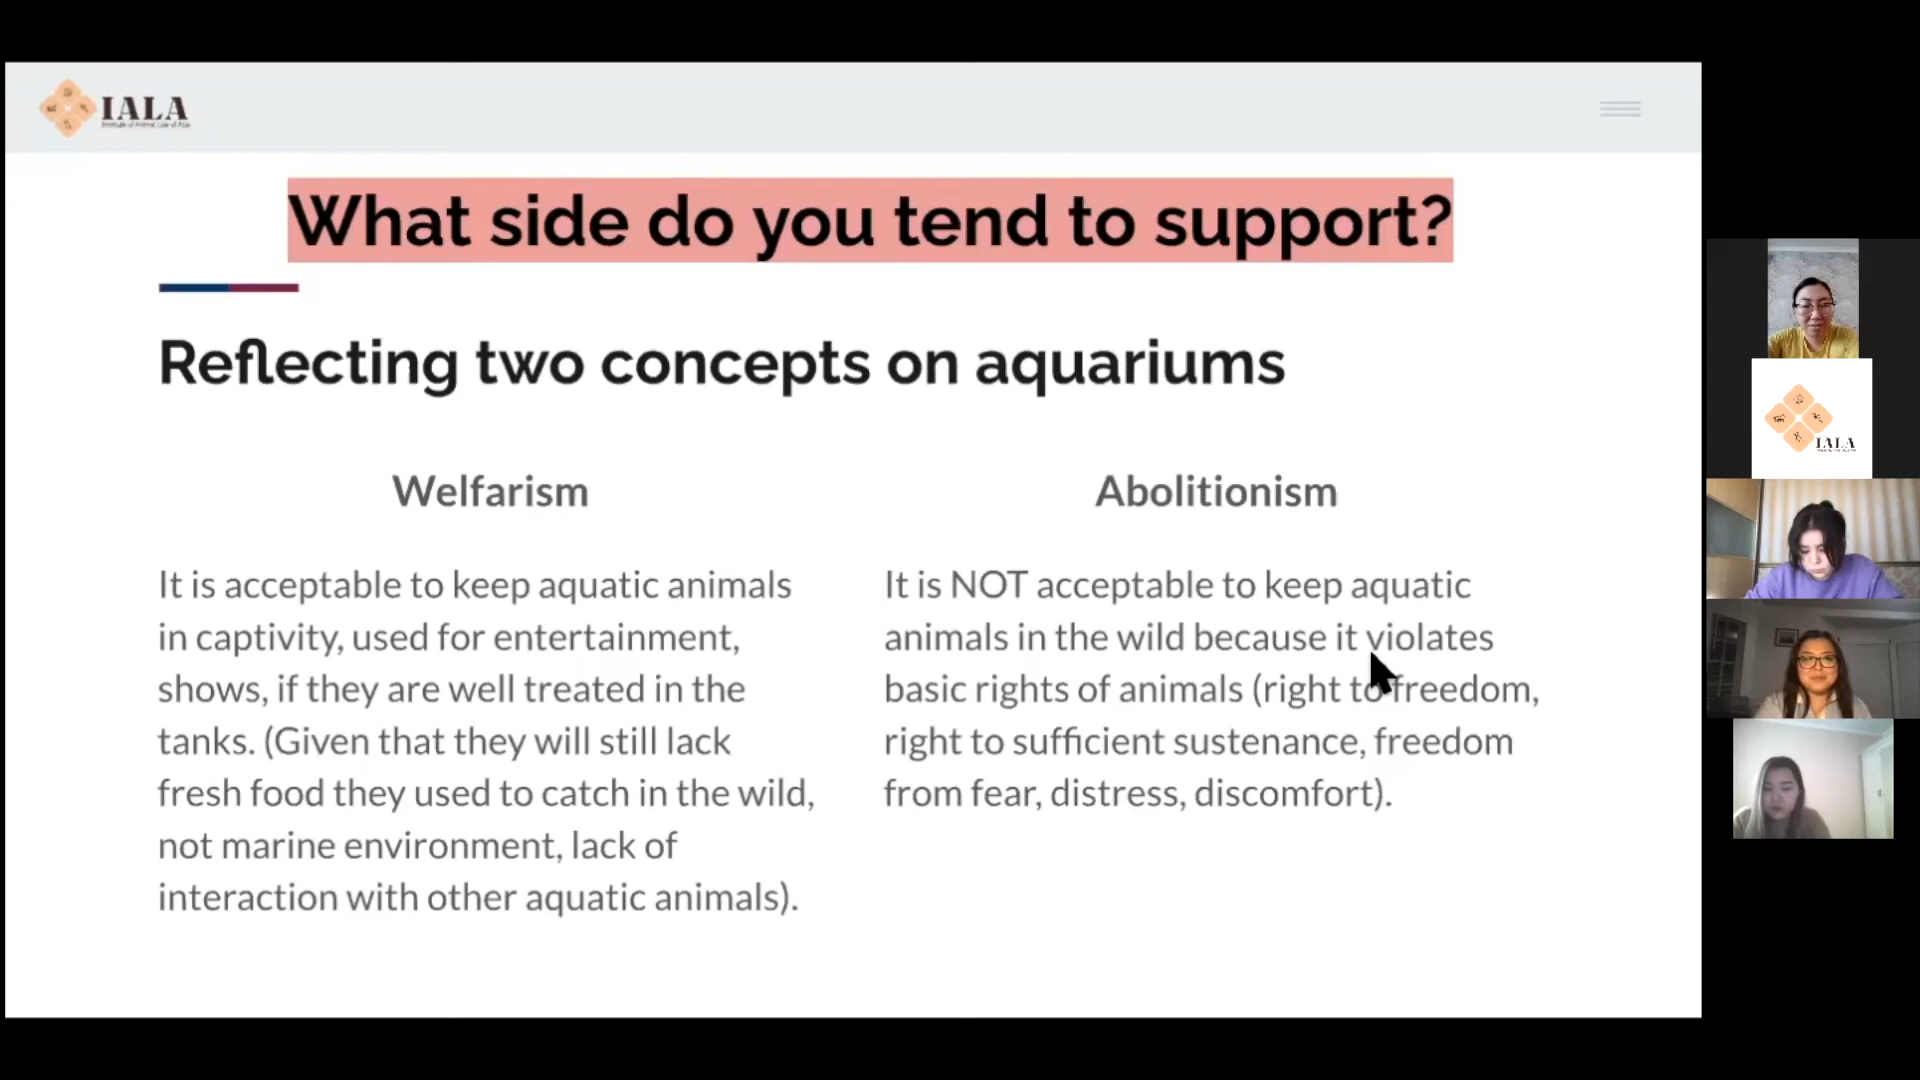 IALA
What side do you tend to support?
Reflecting two concepts on aquariums
Welfarism
It is acceptable to keep aquatic animals
in captivity, used for entertainment,
shows, if they are well treated in the
tanks. (Given that they will still lack
fresh food they used to catch in the wild,
not marine environment, lack of
interaction with other aquatic animals).
Abolitionism
It is NOT acceptable to keep aquatic
animals in the wild because it violates
basic rights of animals (right to freedom,
right to sufficient sustenance, freedom
from fear, distress, discomfort).
IALA